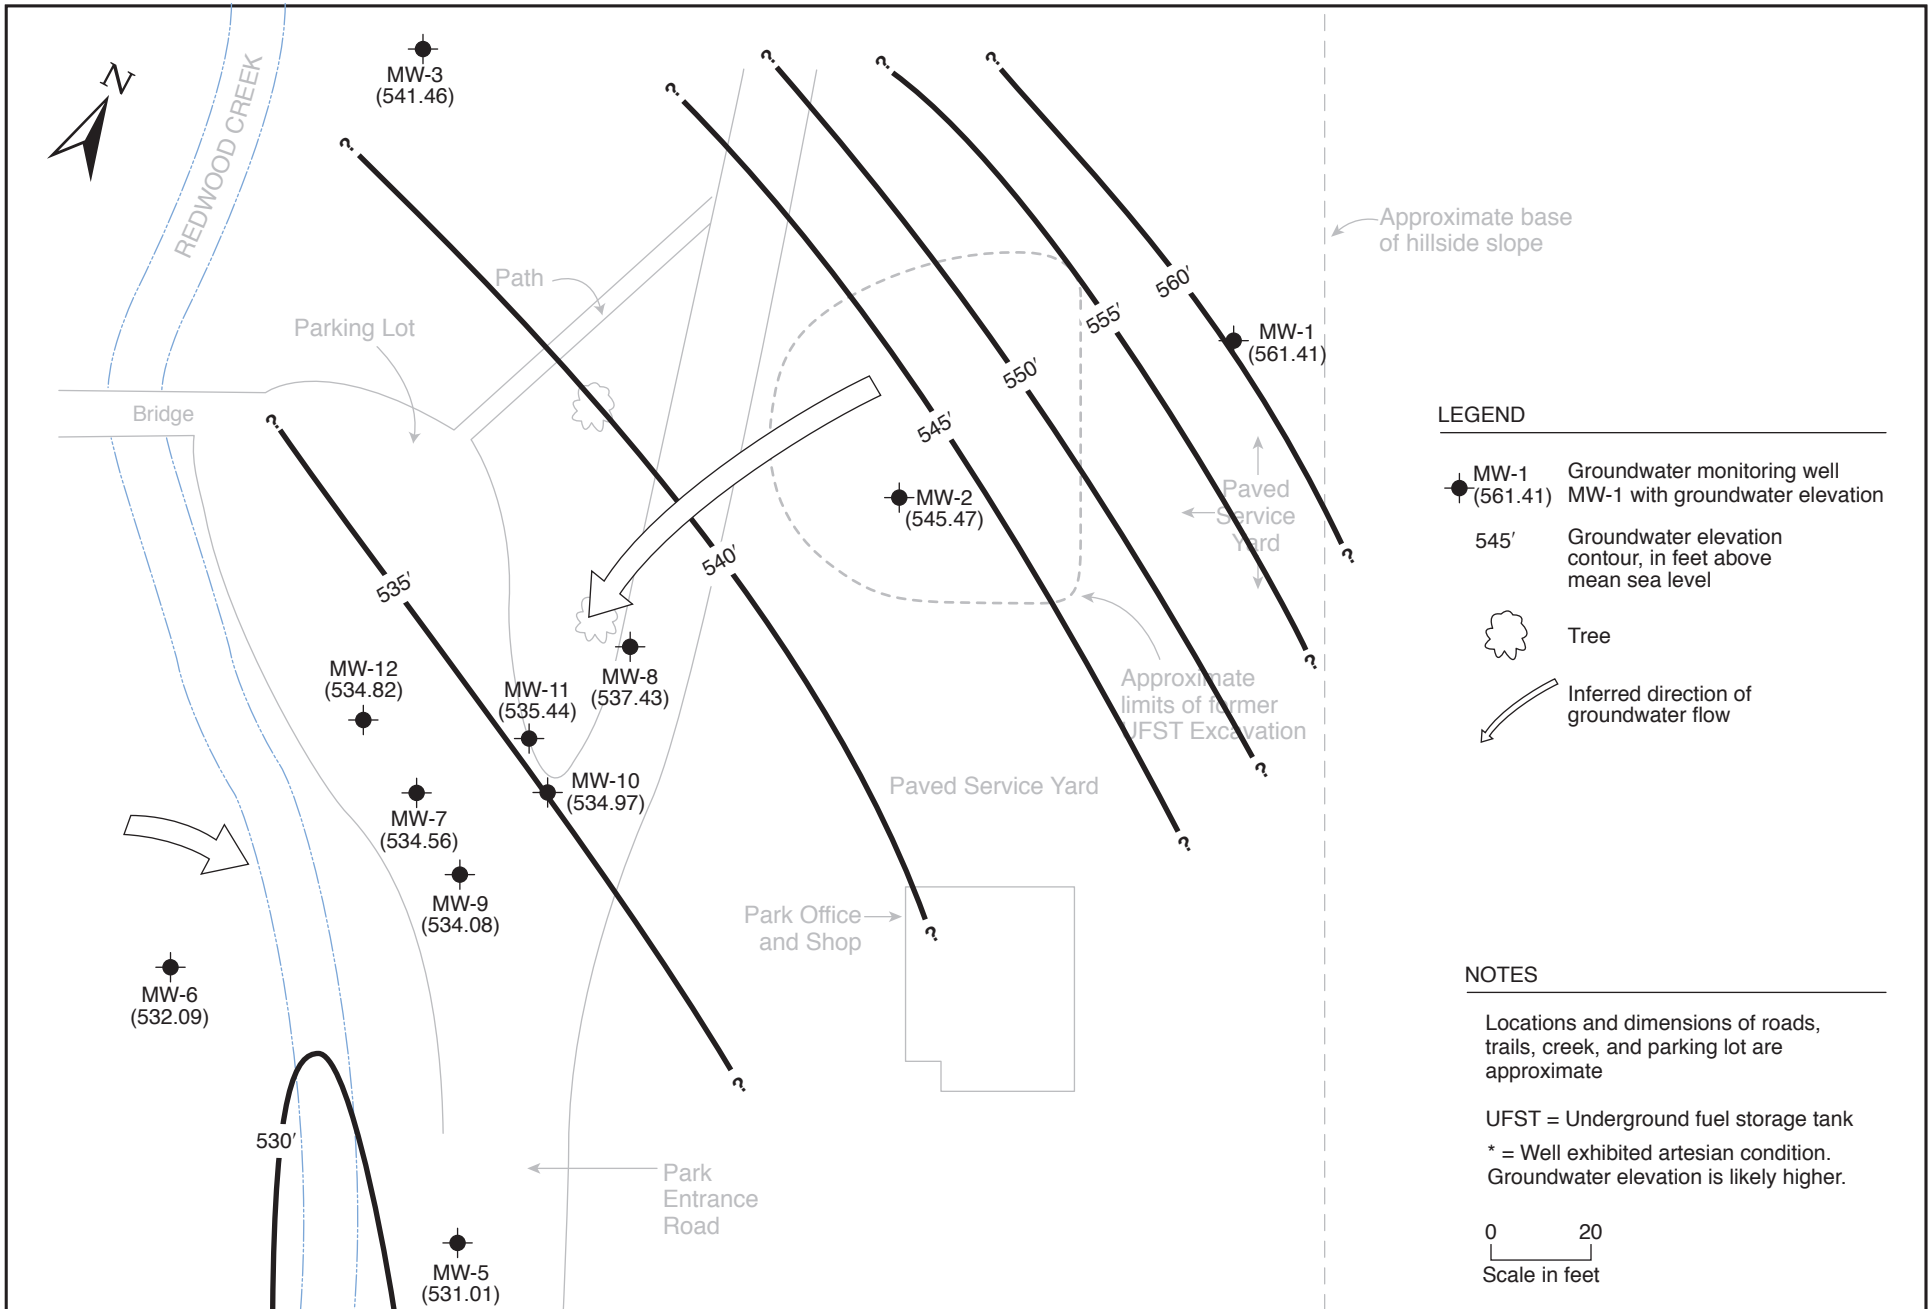 N
REDWOOD CREEK
MW-3
(541.46)
?
?
?
?
?
Approximate base
of hillside slope
Path
Parking Lot
560′
555′
550′
545′
540′
535′
MW-1
(561.41)
Bridge
?
MW-2
(545.47)
Paved
Service
Yard
?
?
?
?
?
?
MW-12
(534.82)
MW-11
(535.44)
MW-8
(537.43)
Approximate
limits of former
UFST Excavation
MW-10
(534.97)
Paved Service Yard
MW-7
(534.56)
MW-9
(534.08)
Park Office
and Shop
MW-6
(532.09)
530′
Park
Entrance
Road
MW-5
(531.01)
LEGEND
MW-1
(561.41)
Groundwater monitoring well
MW-1 with groundwater elevation
545′
Groundwater elevation
contour, in feet above
mean sea level
Tree
Inferred direction of
groundwater flow
NOTES
Locations and dimensions of roads,
trails, creek, and parking lot are
approximate
UFST = Underground fuel storage tank
* = Well exhibited artesian condition.
Groundwater elevation is likely higher.
0 20
Scale in feet